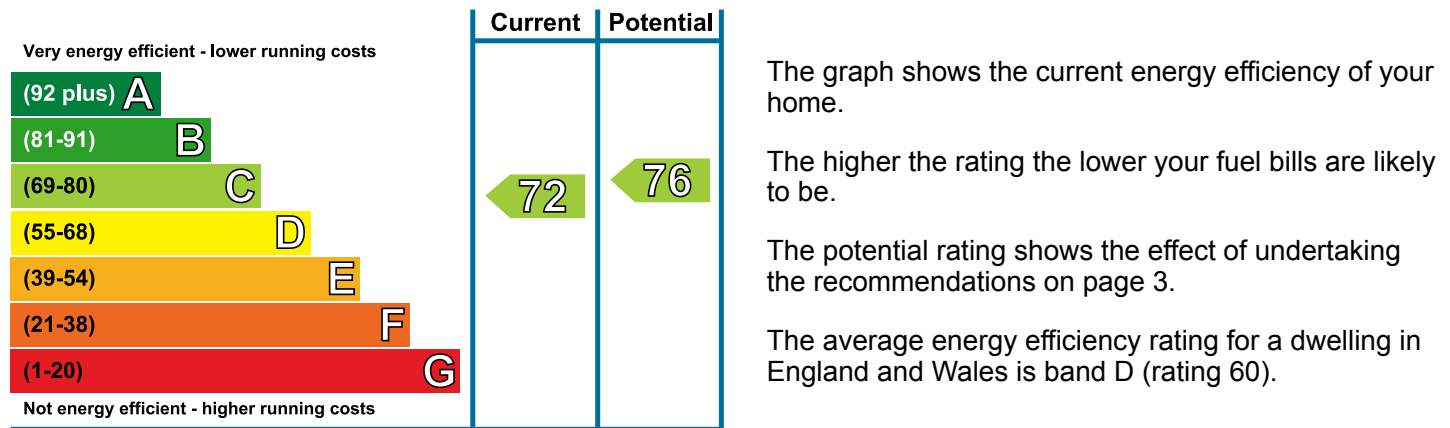 Current Potential
Very energy efficient - lower running costs
(92 plus) A
(81-91) B
(69-80) C
(55-68) D
(39-54) E
(21-38) F
(1-20) G
Not energy efficient - higher running costs
72
76
The graph shows the current energy efficiency of your
home.
The higher the rating the lower your fuel bills are likely
to be.
The potential rating shows the effect of undertaking
the recommendations on page 3.
The average energy efficiency rating for a dwelling in
England and Wales is band D (rating 60).